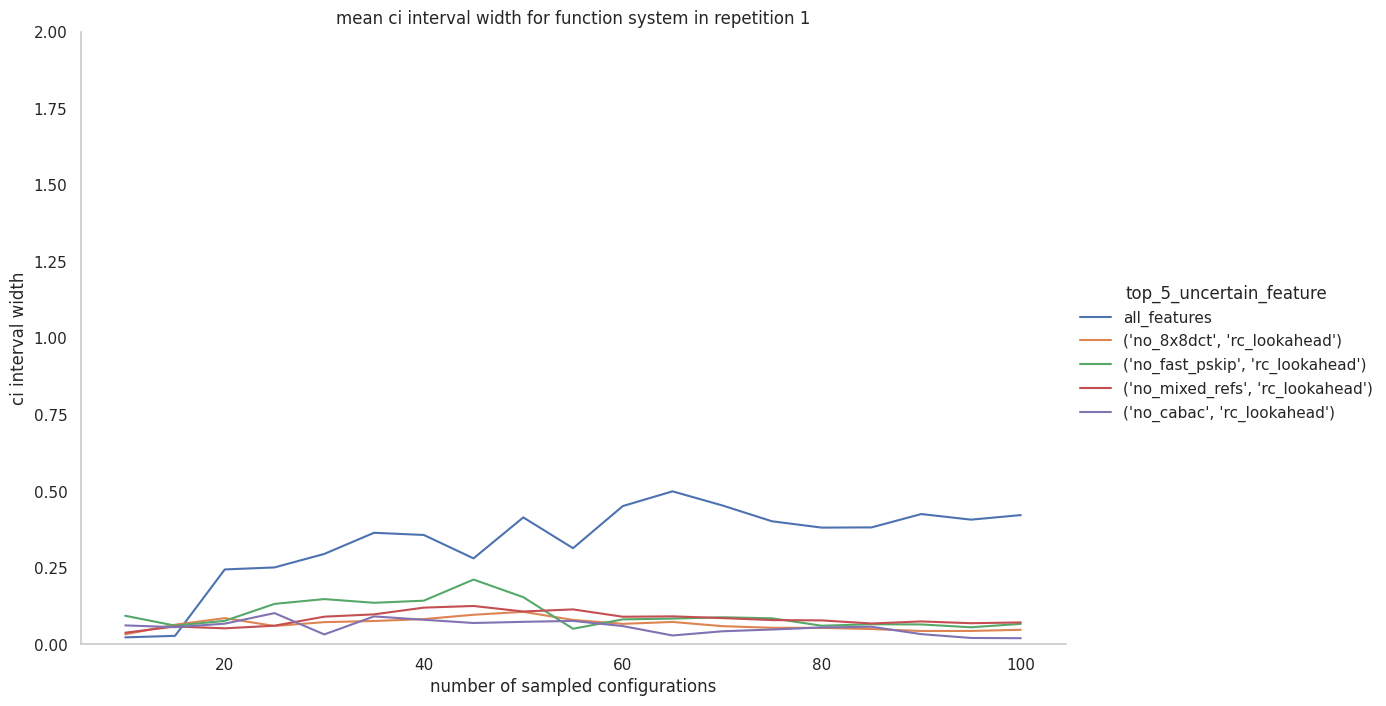 mean ci interval width for function system in repetition 1
2.00
1.75
1.50
1.25
1.00
0.75
0.50
0.25
0.00
ci interval width
20
40
60
80
100
number of sampled configurations
top_5_uncertain_feature
all_features
('no_8x8dct', 'rc_lookahead')
('no_fast_pskip', 'rc_lookahead')
('no_mixed_refs', 'rc_lookahead')
('no_cabac', 'rc_lookahead')